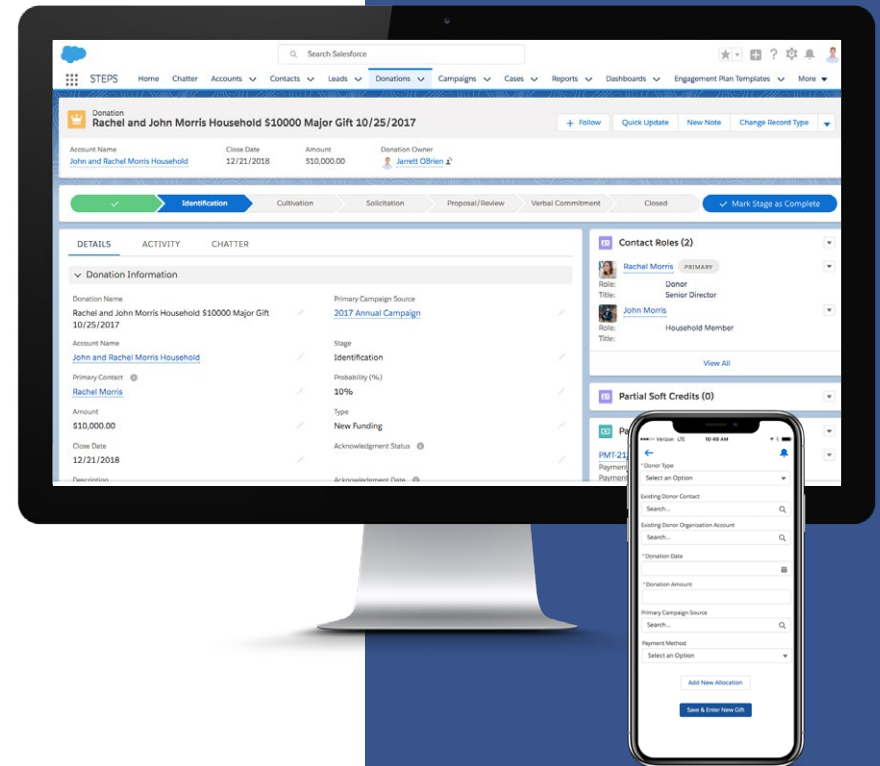 Search Salesforce
STEPS Home Chatter Accounts Contacts Leads Donations Campaigns Cases Reports Dashboards Engagement Plan Templates More
Donation
Rachel and John Morris Household $10000 Major Gift 10/25/2017
+ Follow Quick Update New Note Change Record Type
Account Name Close Date Amount Donation Owner
John and Rachel Morris Household 12/21/2018 $10,000.00 Jarrett OBrien
Identification Cultivation Solicitation Proposal/Review Verbal Commitment Closed Mark Stage as Complete
DETAILS ACTIVITY CHATTER
Donation Information
Donation Name Primary Campaign Source
Rachel and John Morris Household $10000 Major Gift 2017 Annual Campaign
10/25/2017
Account Name Stage
John and Rachel Morris Household Identification
Primary Contact Probability (%)
Rachel Morris 10%
Amount Type
$10,000.00 New Funding
Close Date Acknowledgment Status
12/21/2018
Description Acknowledgment Date
Contact Roles (2)
Rachel Morris PRIMARY
Role: Donor
Title: Senior Director
John Morris
Role: Household Member
Title:
View All
Partial Soft Credits (0)
Pa
PMT-21
Payment
Payment
Verizon LTE 10:49 AM
* Donor Type
Select an Option
Existing Donor Contact
Search...
Existing Donor Organization Account
Search...
* Donation Date
* Donation Amount
Primary Campaign Source
Search...
Payment Method
Select an Option
Add New Allocation
Save & Enter New Gift